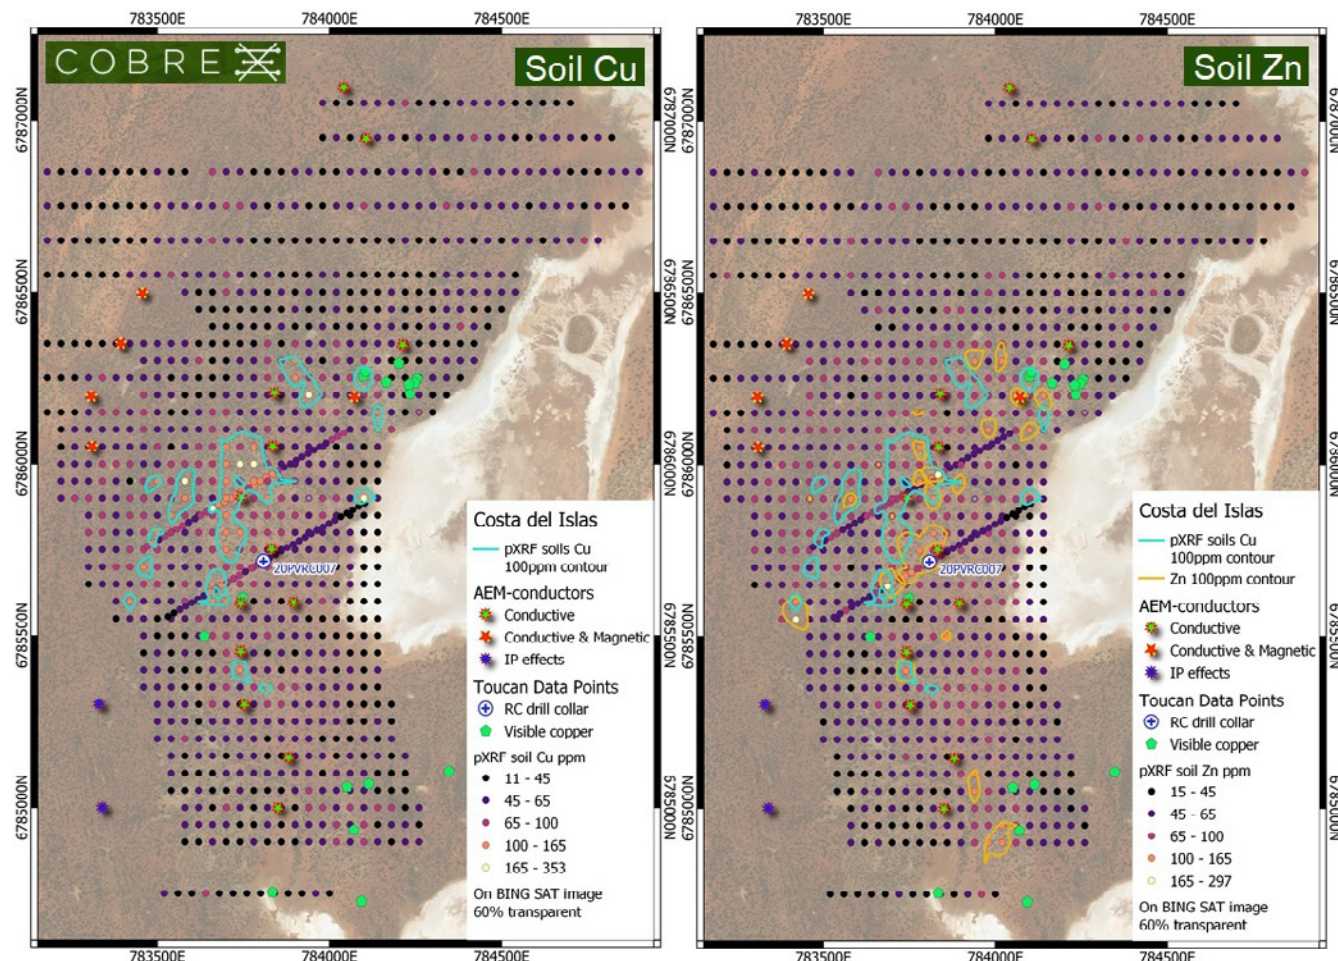 783500E 784000E 784500E
COBRE
Soil Cu
6787000N
6786500N
6786000N
6785500N
6785000N
6787000N
6786500N
6786000N
6785500N
6785000N
20PVRC007
Costa del Islas
pXRF soils Cu
100ppm contour
AEM-conductors
Conductive
Conductive & Magnetic
IP effects
Toucan Data Points
RC drill collar
Visible copper
pXRF soil Cu ppm
11 - 45
45 - 65
65 - 100
100 - 165
165 - 353
On BING SAT image
60% transparent
783500E 784000E 784500E
783500E 784000E 784500E
Soil Zn
6787000N
6786500N
6786000N
6785500N
6785000N
20PVRC007
Costa del Islas
pXRF soils Cu
100ppm contour
Zn 100ppm contour
AEM-conductors
Conductive
Conductive & Magnetic
IP effects
Toucan Data Points
RC drill collar
Visible copper
pXRF soil Zn ppm
15 - 45
45 - 65
65 - 100
100 - 165
165 - 297
On BING SAT image
60% transparent
783500E 784000E 784500E